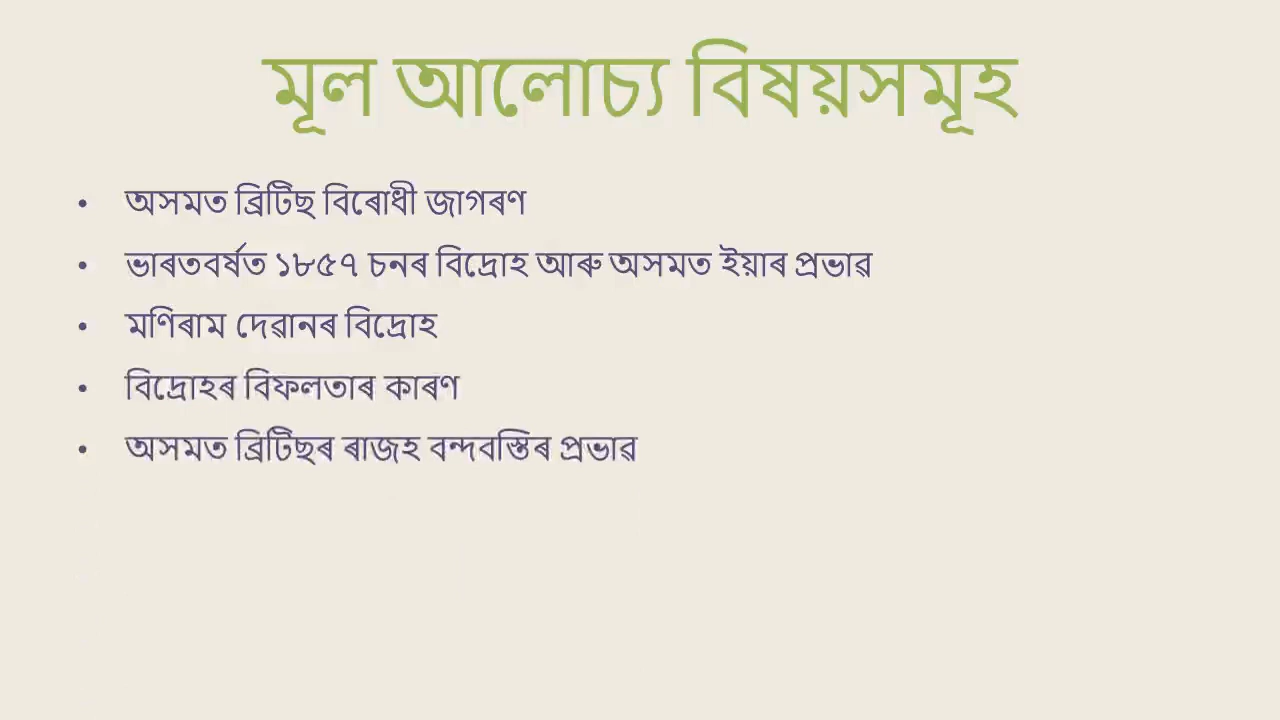 মূল আলোচ্য বিষয়সমূহ
• অসমত ব্ৰিটিছ বিৰোধী জাগৰণ
• ভাৰতবৰ্ষত ১৮৫৭ চনৰ বিদ্ৰোহ আৰু অসমত ইয়াৰ প্ৰভাৱ
• মণিৰাম দেৱানৰ বিদ্ৰোহ
• বিদ্ৰোহৰ বিফলতাৰ কাৰণ
• অসমত ব্ৰিটিছৰ ৰাজহ বন্দবস্তিৰ প্ৰভাৱ